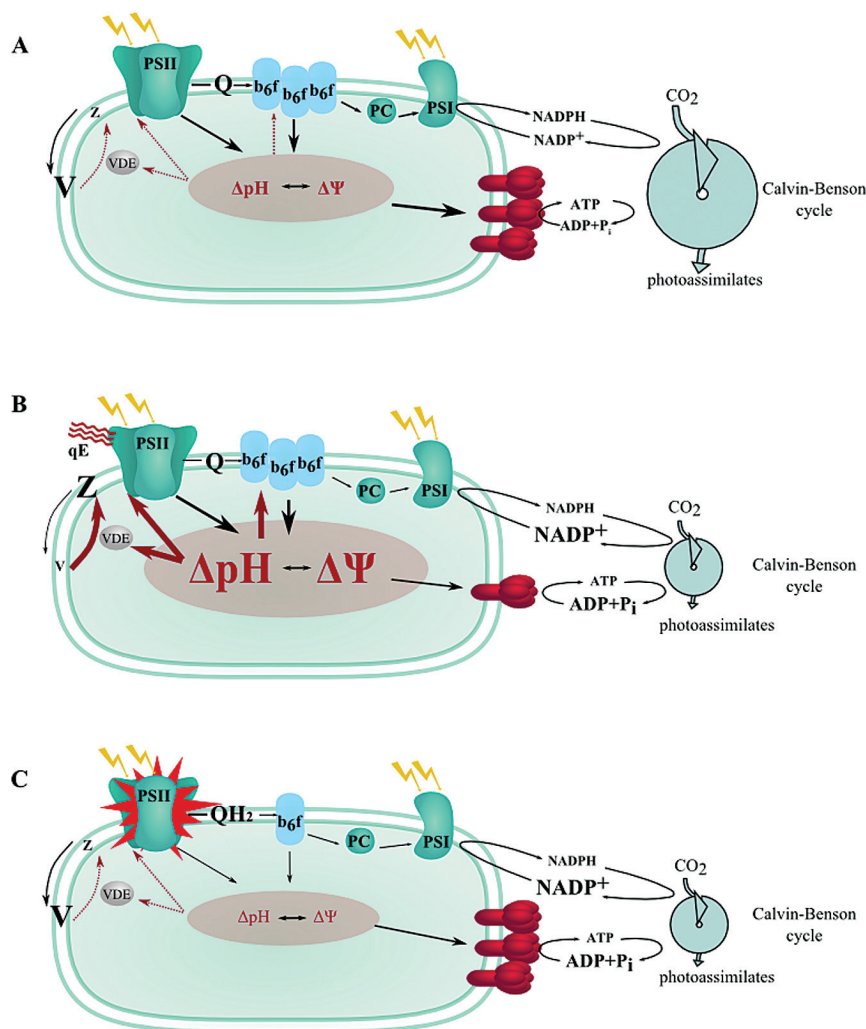 A
PSII
Q
b6f
b6f
b6f
PC
PSI
NADPH
NADP+
CO2
Z
V
VDE
ΔpH
ΔΨ
ATP
ADP+Pi
Calvin-Benson
cycle
photoassimilates
B
qE
PSII
Q
b6f
b6f
b6f
PC
PSI
NADPH
NADP+
CO2
Z
V
VDE
ΔpH
ΔΨ
ATP
ADP+Pi
Calvin-Benson
cycle
photoassimilates
C
PSII
QH2
b6f
PC
PSI
NADPH
NADP+
CO2
Z
V
VDE
ΔpH
ΔΨ
ATP
ADP+Pi
Calvin-Benson
cycle
photoassimilates